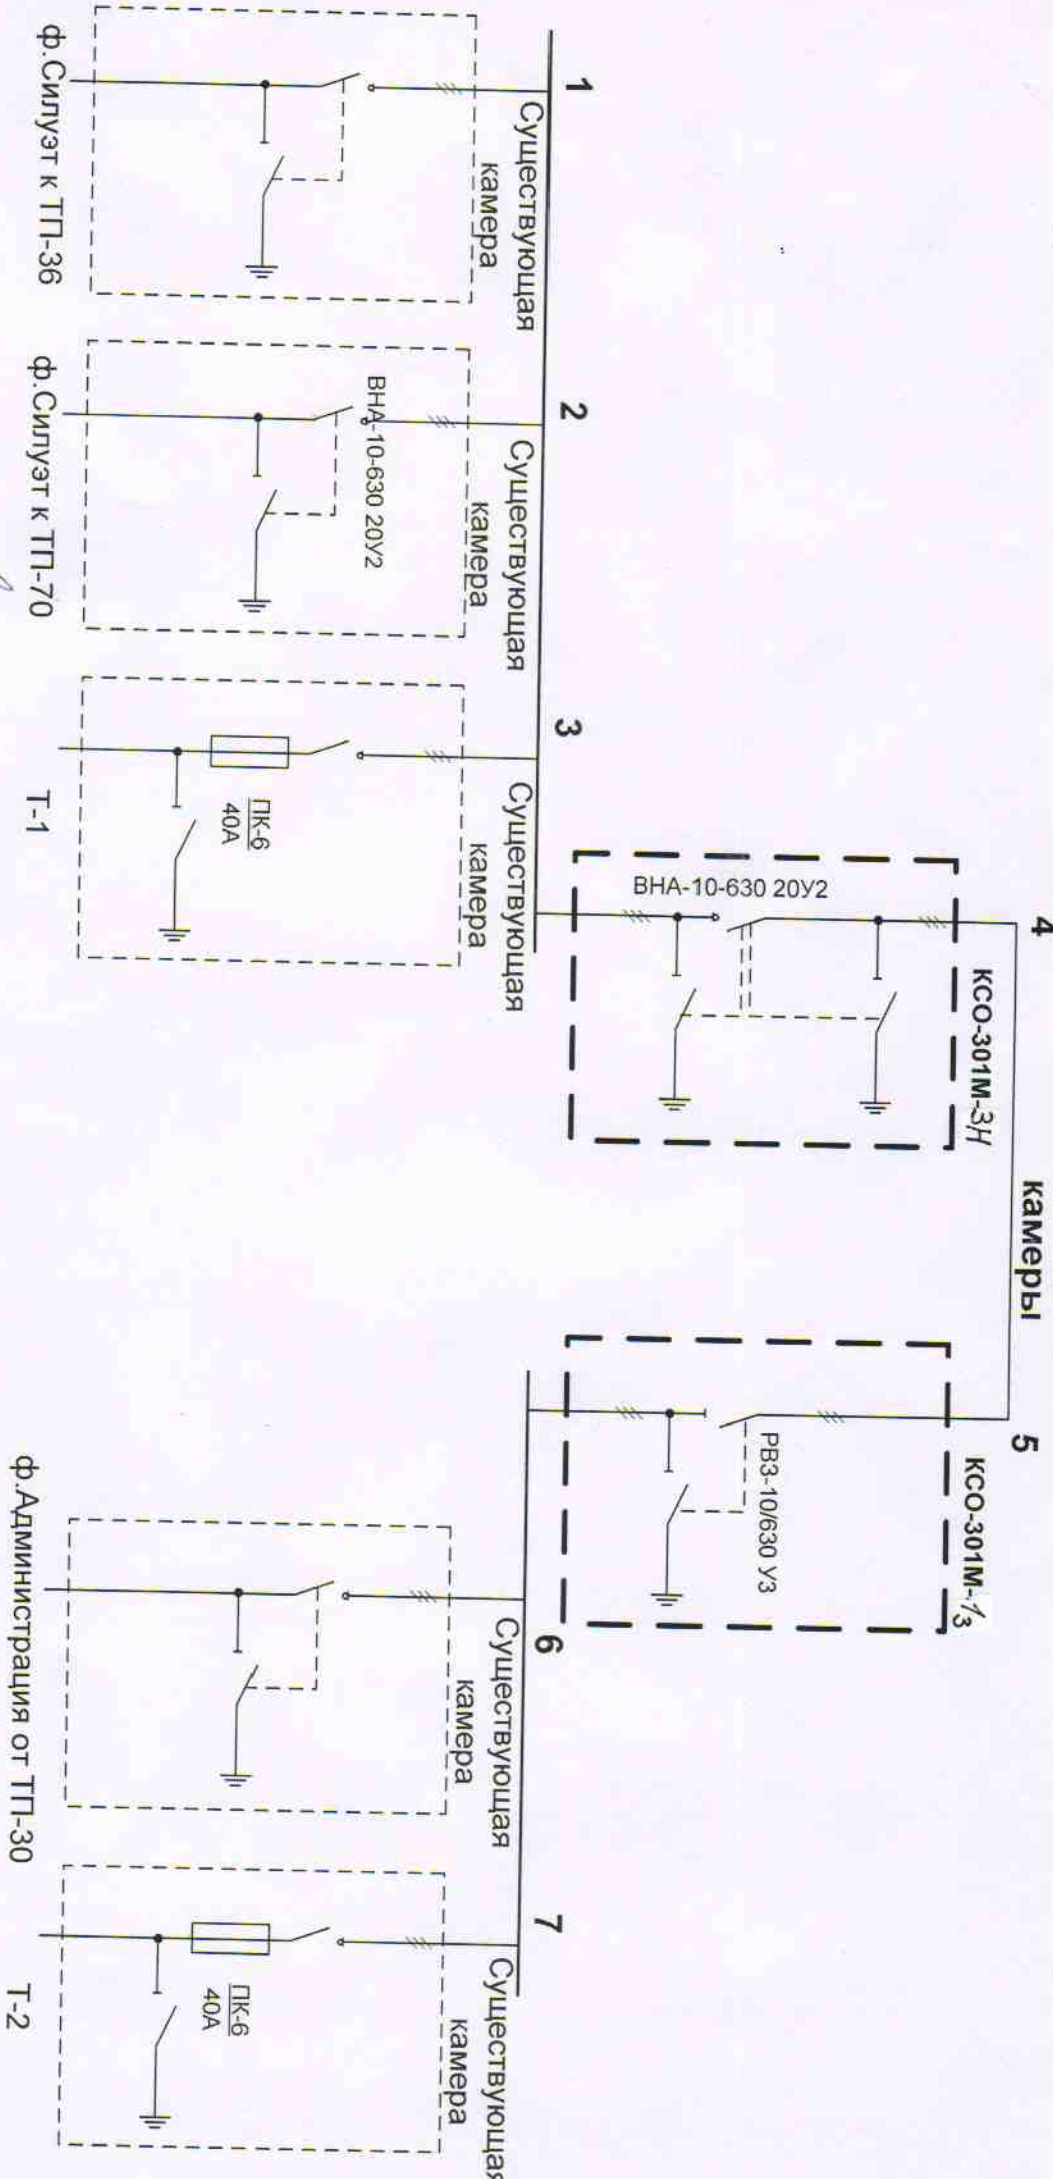 камеры
4
КСО-301М-3Н
ВНА-10-630 20У2
5
КСО-301М-
РВЗ-10/630 У3
1
Существующая
камера
ф.Силуэт к ТП-36
2
Существующая
камера
ВНА-10-630 20У2
ф.Силуэт к ТП-70
3
Существующая
камера
ПК-6
40А
Т-1
6
Существующая
камера
ф.Администрация от ТП-30
7
Существующая
камера
ПК-6
40А
Т-2